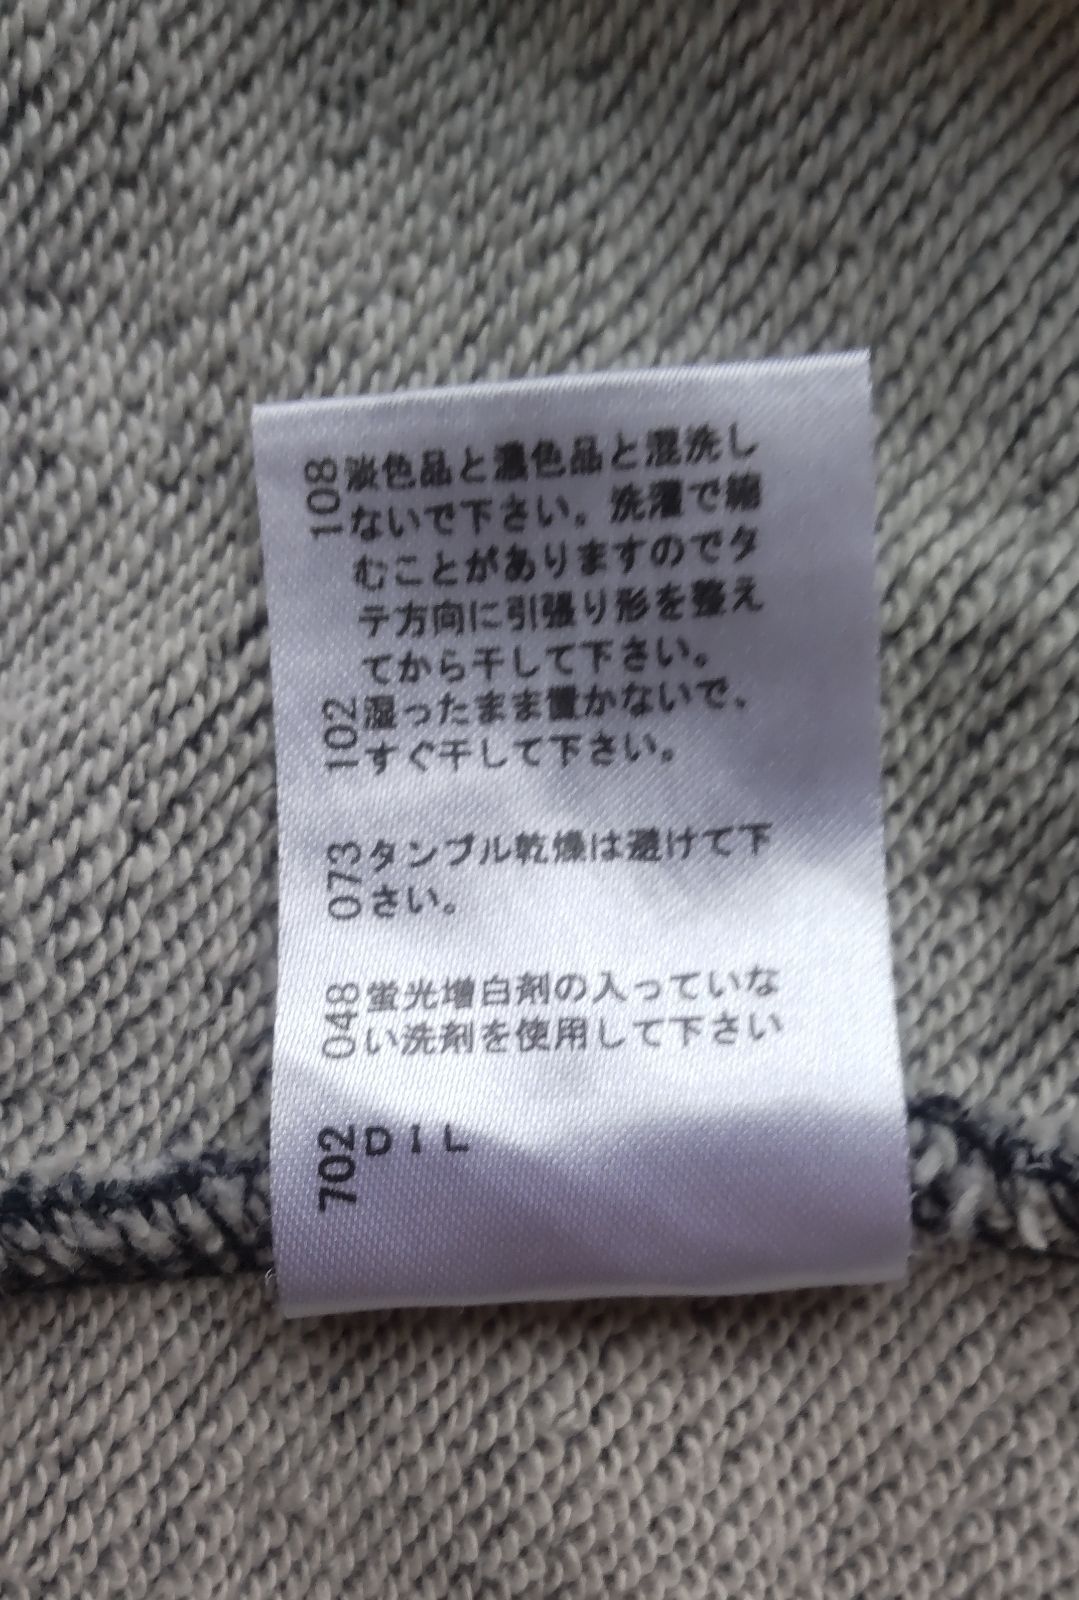 108 淡色品と濃色品と混洗し
ないで下さい。洗濯で縮
むことがありますのでタ
テ方向に引張り形を整え
てから干して下さい。
102 湿ったまま置かないで、
すぐ干して下さい。
073 タンブル乾燥は避けて下
さい。
048 蛍光増白剤の入っていな
い洗剤を使用して下さい
702 DIL